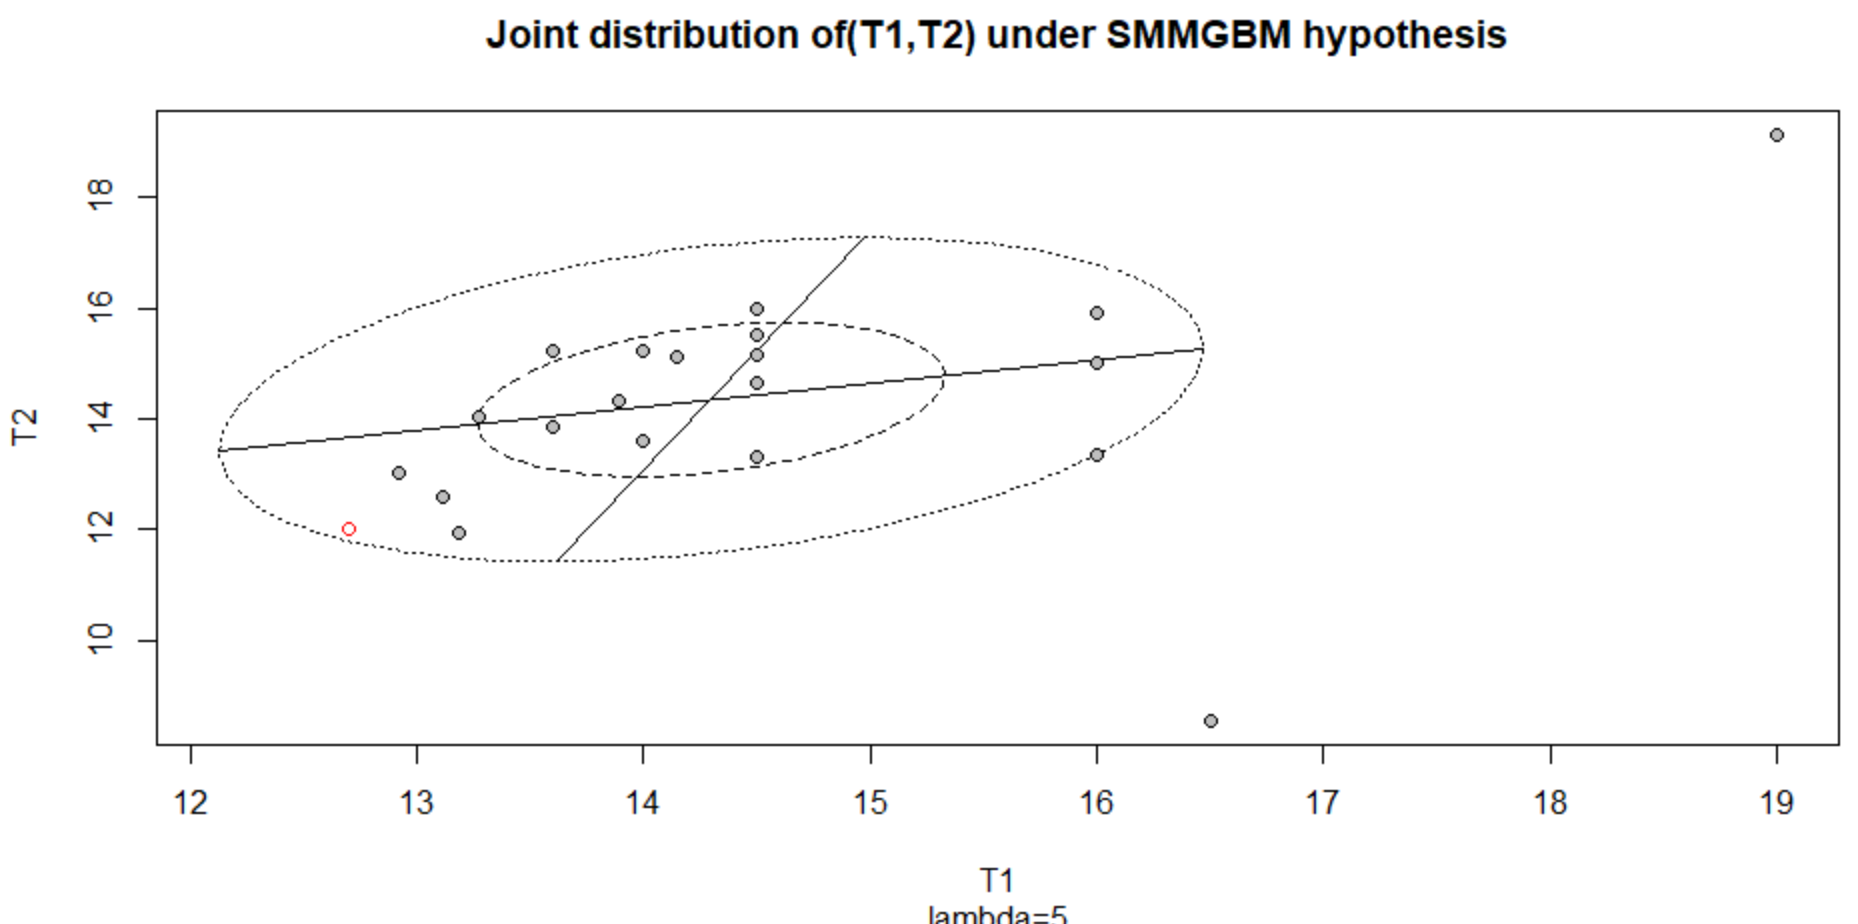 Joint distribution of(T1,T2) under SMMGBM hypothesis
T2
18
16
14
12
10
12 13 14 15 16 17 18 19
T1
lambda=5